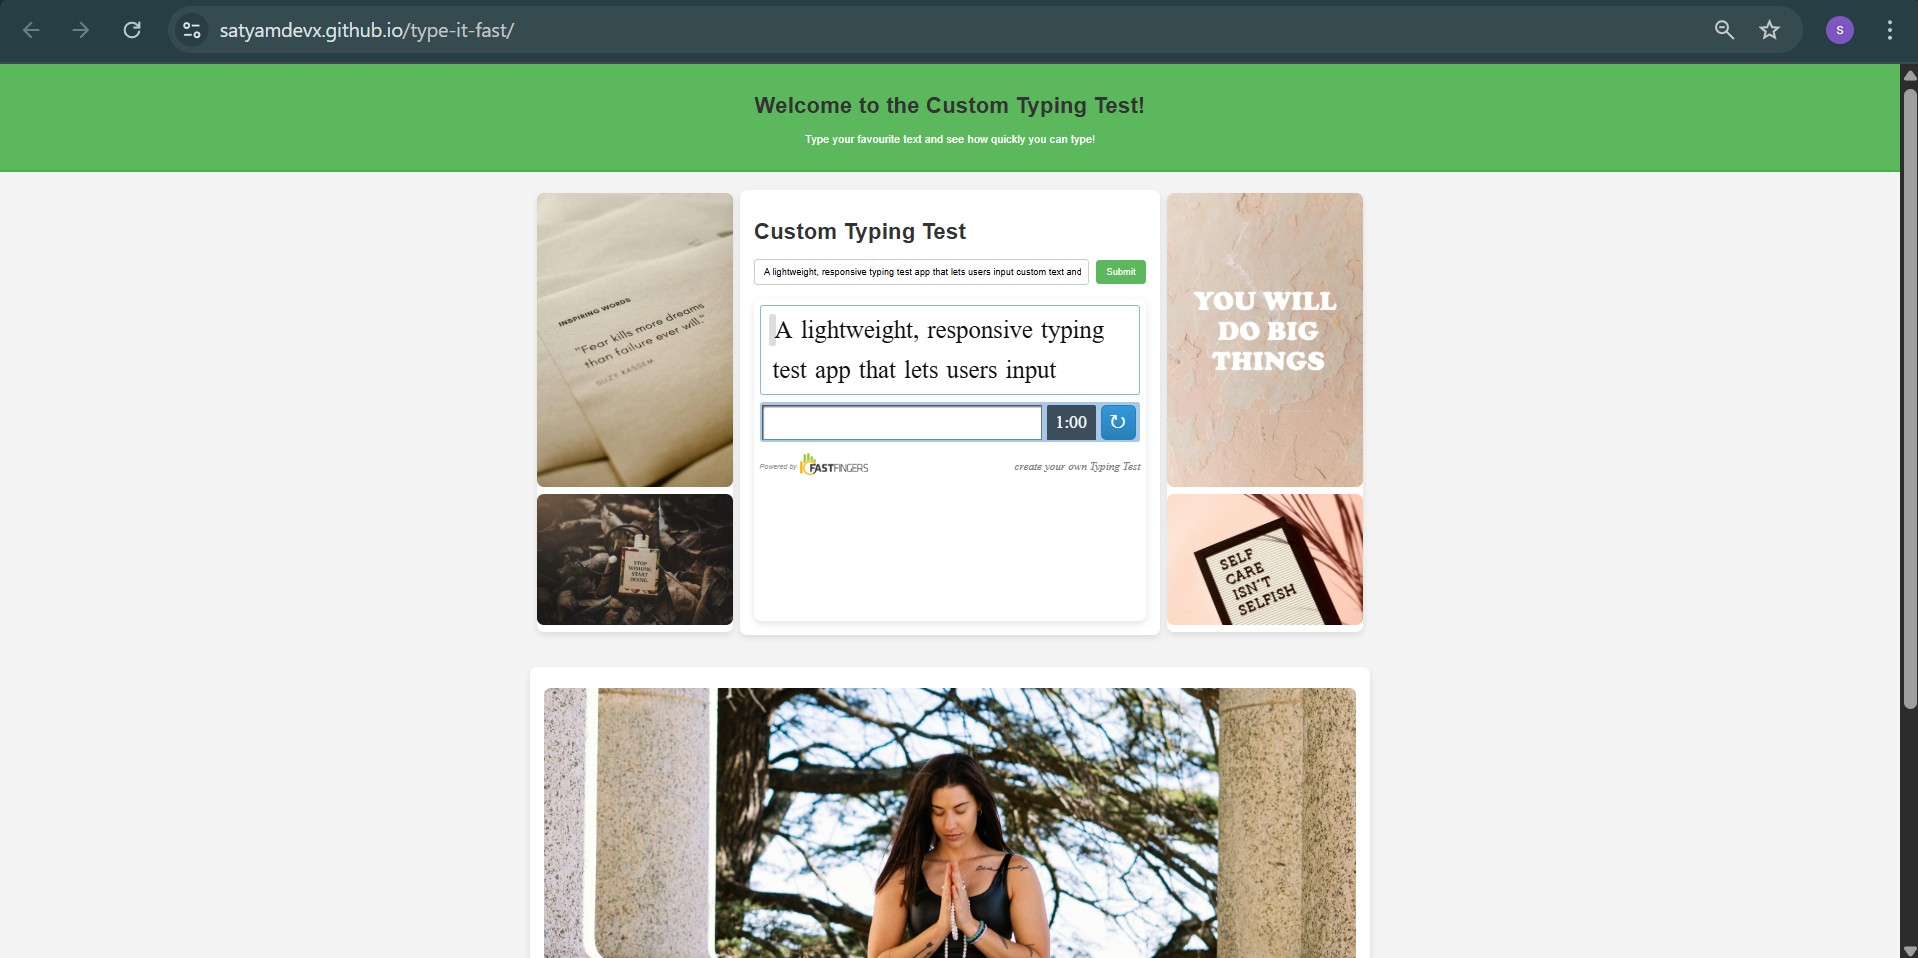 satyamdevx.github.io/type-it-fast/
S
Welcome to the Custom Typing Test!
Type your favourite text and see how quickly you can type!
INSPIRING WORDS
"Fear kills more dreams
than failure ever will."
SUZY KASSEM
STOP
WISHING
START
DOING.
Custom Typing Test
A lightweight, responsive typing test app that lets users input custom text and
Submit
A lightweight, responsive typing
test app that lets users input
1:00
Powered by 10FASTFINGERS
create your own Typing Test
YOU WILL
DO BIG
THINGS
SELF
CARE
ISN'T
SELFISH